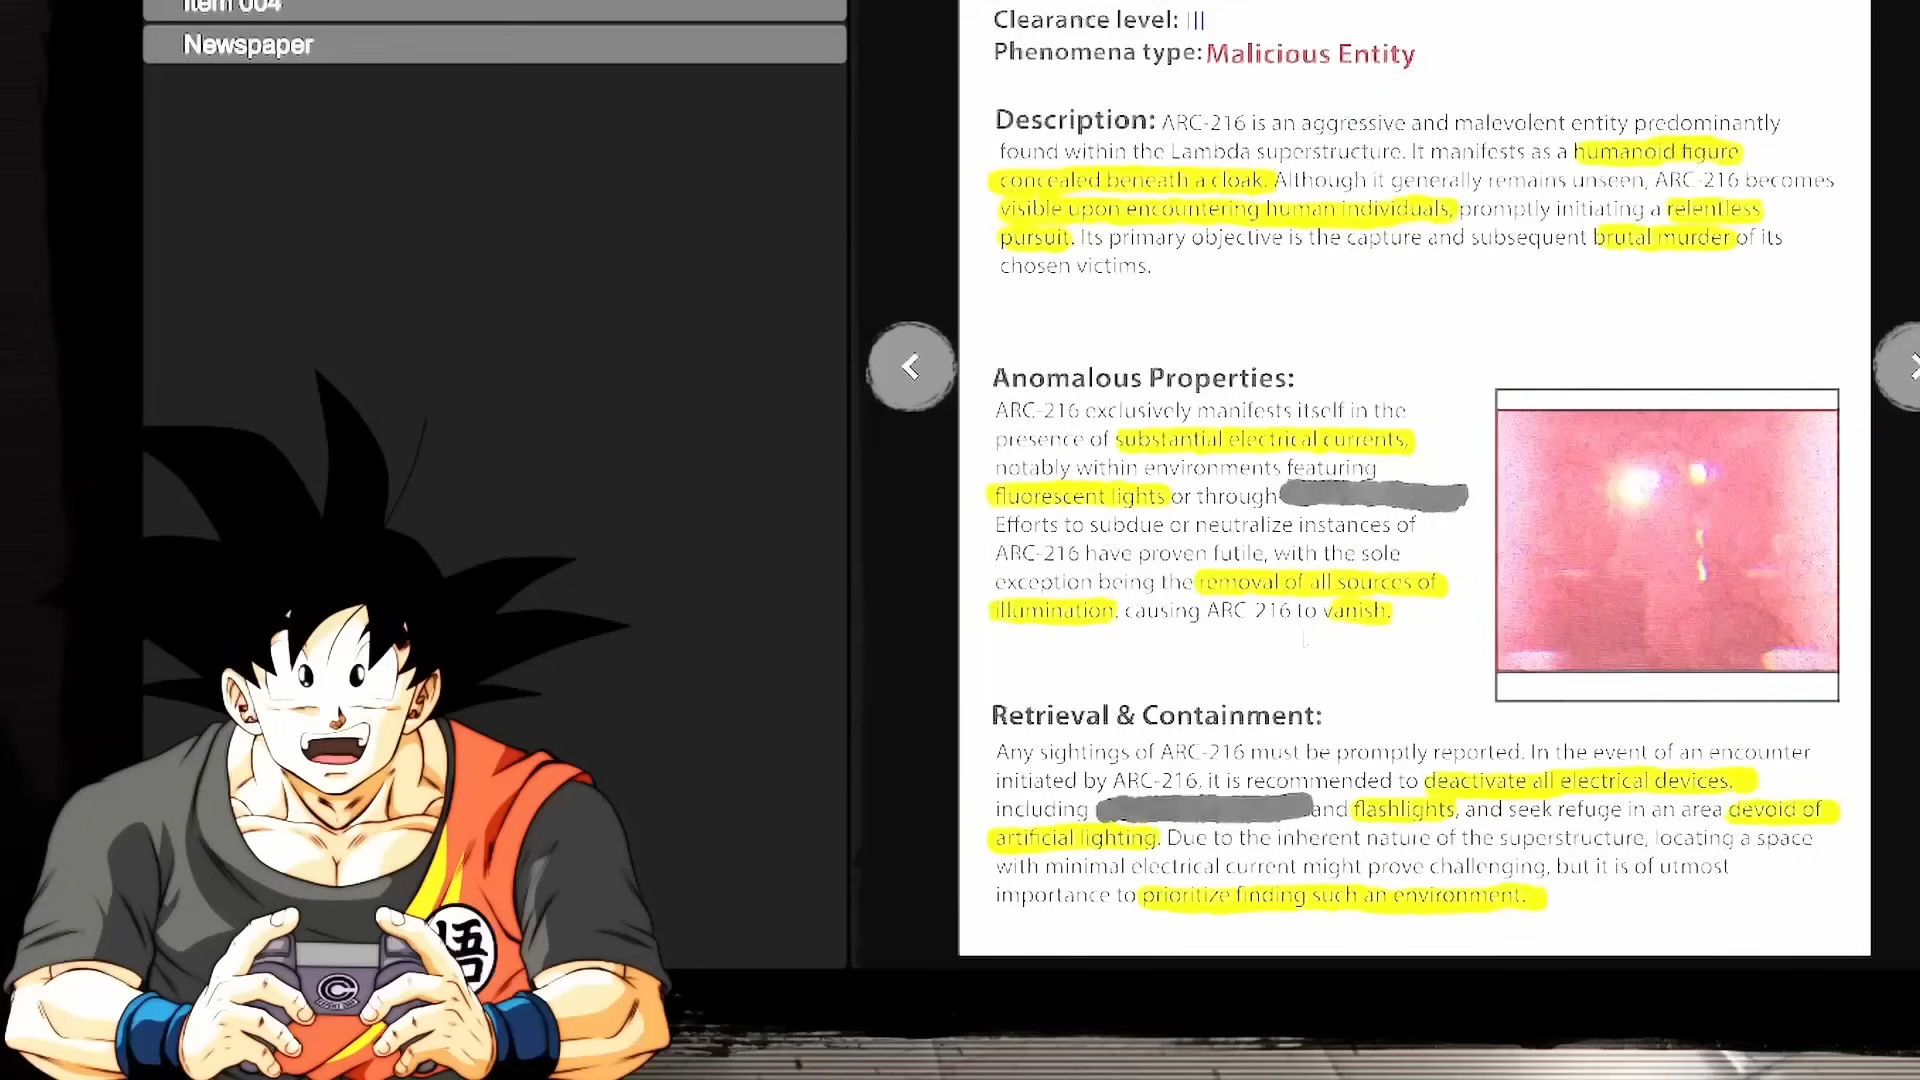 Item 004
Newspaper
Clearance level: |||
Phenomena type: Malicious Entity
Description: ARC-216 is an aggressive and malevolent entity predominantly
found within the Lambda superstructure. It manifests as a humanoid figure
concealed beneath a cloak. Although it generally remains unseen, ARC-216 becomes
visible upon encountering human individuals, promptly initiating a relentless
pursuit. Its primary objective is the capture and subsequent brutal murder of its
chosen victims.
Anomalous Properties:
ARC-216 exclusively manifests itself in the
presence of substantial electrical currents,
notably within environments featuring
fluorescent lights or through
Efforts to subdue or neutralize instances of
ARC-216 have proven futile, with the sole
exception being the removal of all sources of
illumination, causing ARC-216 to vanish.
Retrieval & Containment:
Any sightings of ARC-216 must be promptly reported. In the event of an encounter
initiated by ARC-216, it is recommended to deactivate all electrical devices,
including and flashlights, and seek refuge in an area devoid of
artificial lighting. Due to the inherent nature of the superstructure, locating a space
with minimal electrical current might prove challenging, but it is of utmost
importance to prioritize finding such an environment.
悟